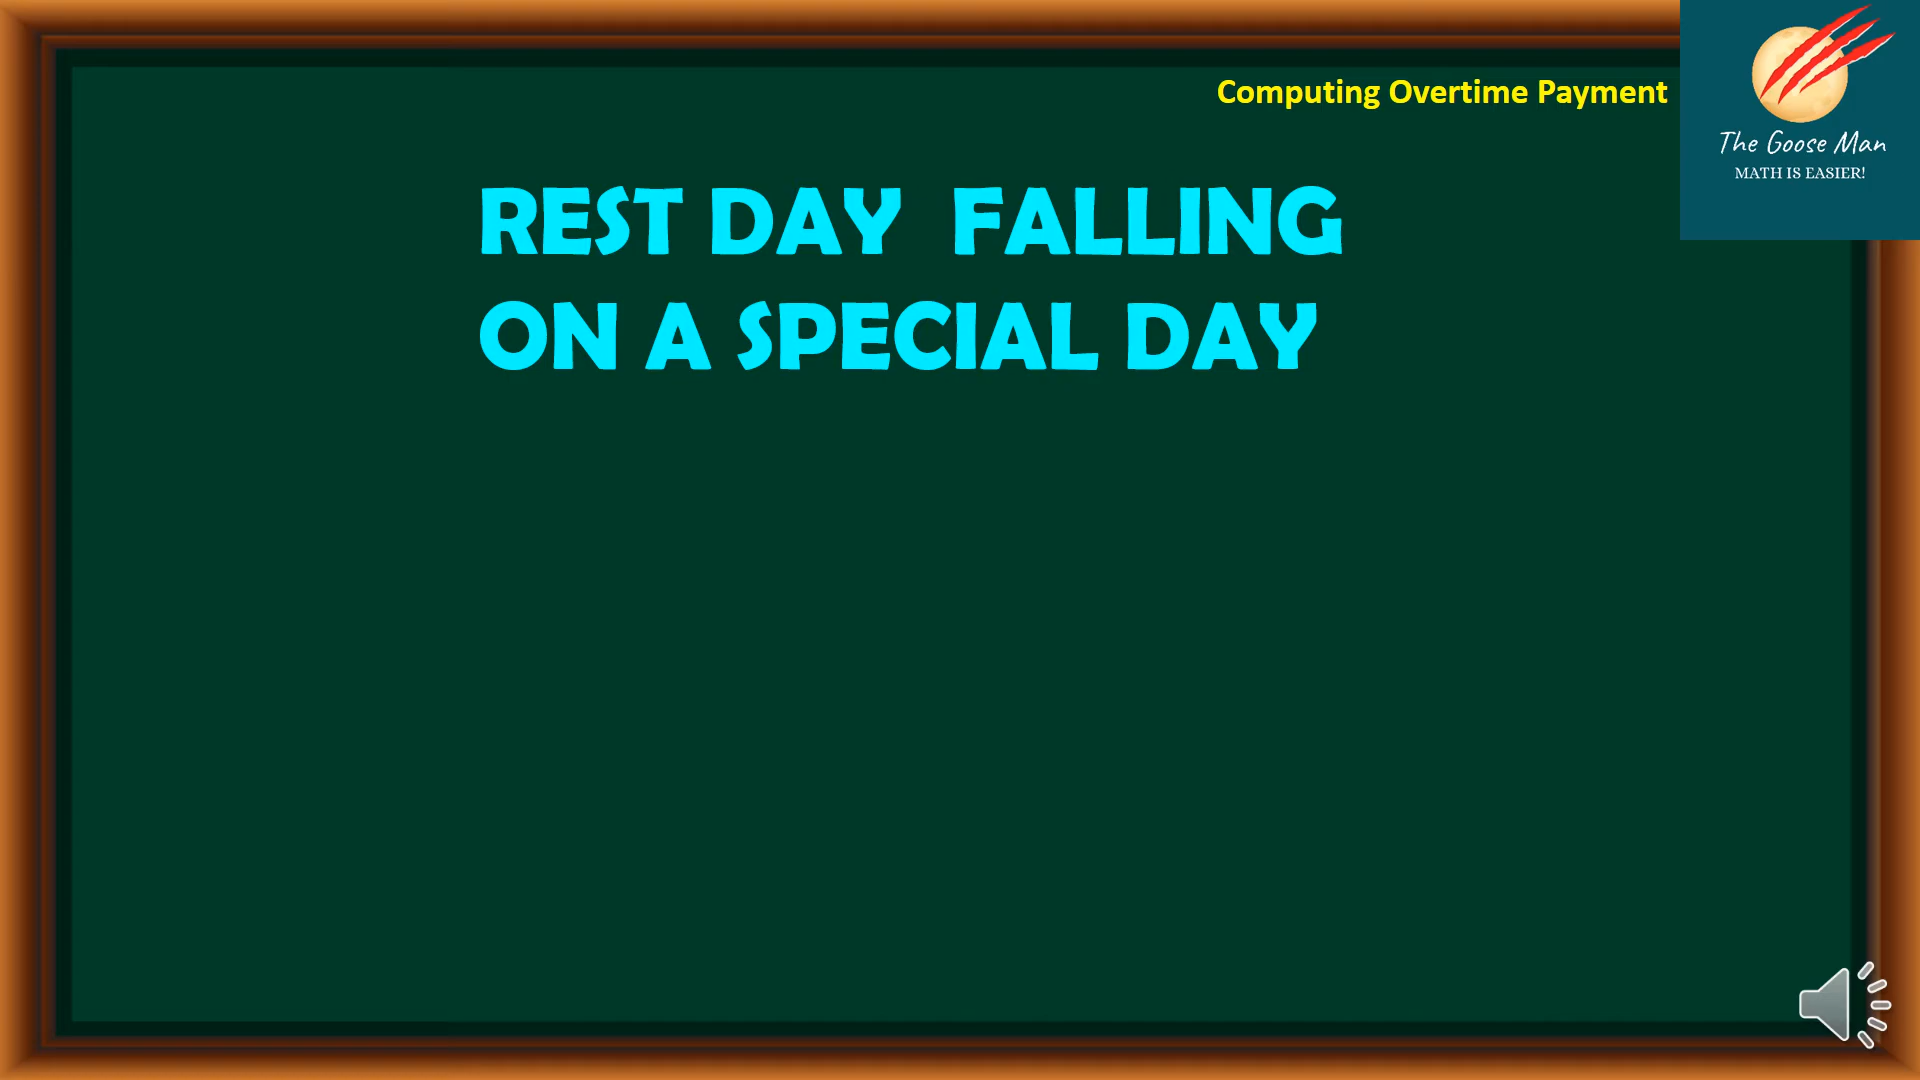 Computing Overtime Payment
The Goose Man
MATH IS EASIER!
REST DAY FALLING
ON A SPECIAL DAY